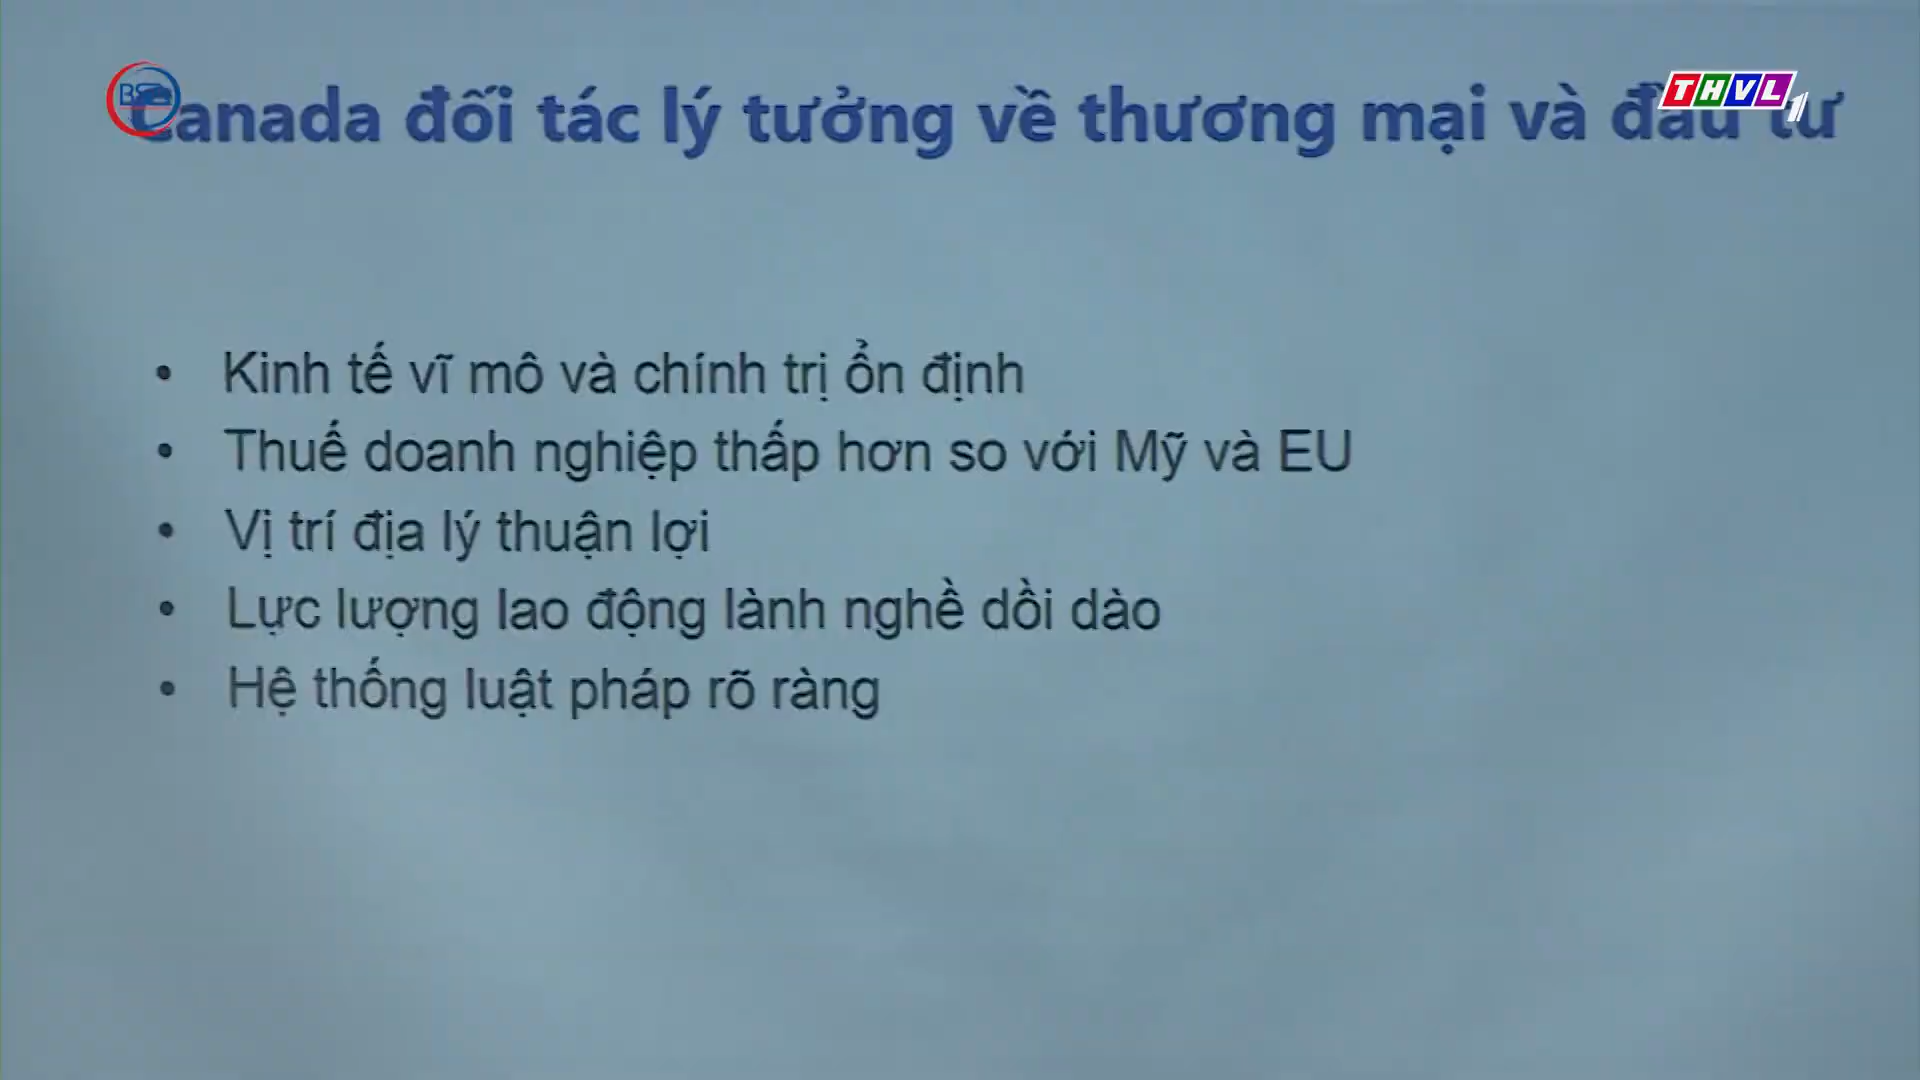 Canada đối tác lý tưởng về thương mại và đầu tư
THVL1
• Kinh tế vĩ mô và chính trị ổn định
• Thuế doanh nghiệp thấp hơn so với Mỹ và EU
• Vị trí địa lý thuận lợi
• Lực lượng lao động lành nghề dồi dào
• Hệ thống luật pháp rõ ràng